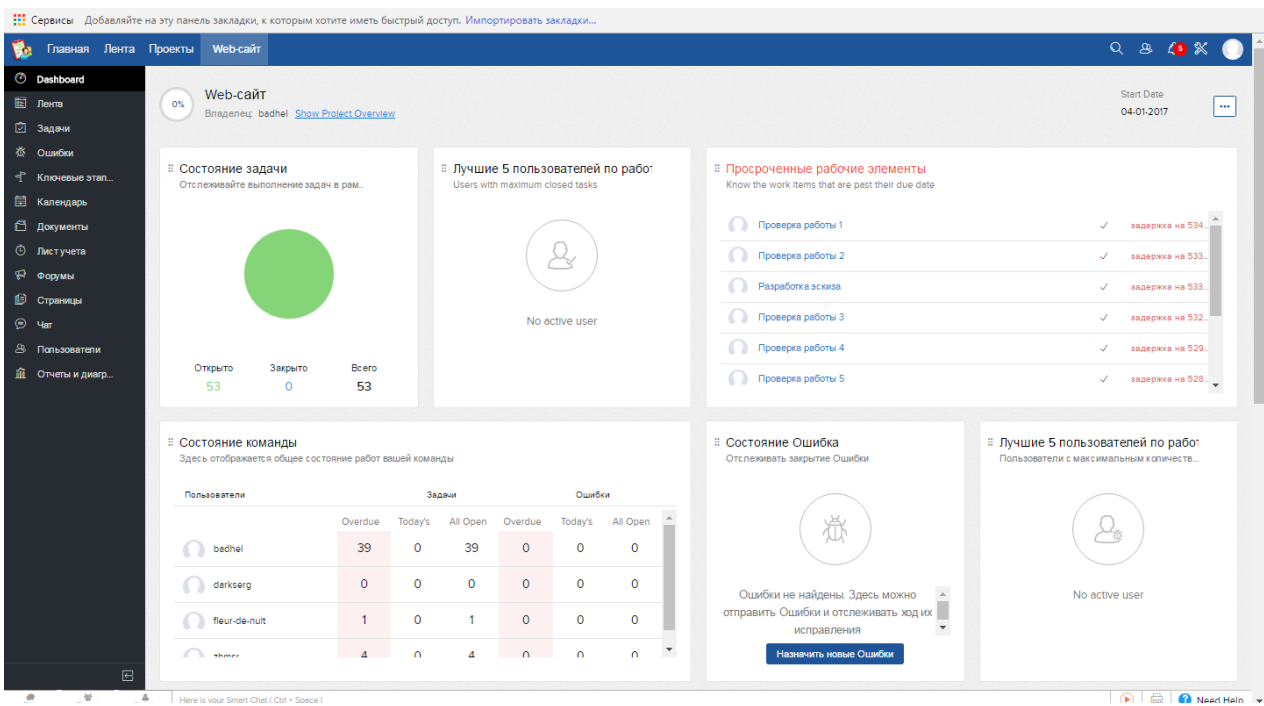 Сервисы Добавляйте на эту панель закладки, к которым хотите иметь быстрый доступ. Импортировать закладки...
Главная Лента Проекты Web-сайт 5
Dashboard
Лента
Задачи
Ошибки
Ключевые этап...
Календарь
Документы
Лист учета
Форумы
Страницы
Чат
Пользователи
Отчеты и диагр...
0%
Web-сайт
Владелец: badhel Show Project Overview
Start Date
04-01-2017
Состояние задачи
Отслеживайте выполнение задач в рам...
Открыто Закрыто Всего
53 0 53
Лучшие 5 пользователей по работ
Users with maximum closed tasks
No active user
Просроченные рабочие элементы
Know the work items that are past their due date
Проверка работы 1 задержка на 534...
Проверка работы 2 задержка на 533...
Разработка эскиза задержка на 533...
Проверка работы 3 задержка на 532...
Проверка работы 4 задержка на 529...
Проверка работы 5 задержка на 528...
Состояние команды
Здесь отображается общее состояние работ вашей команды
Пользователи Задачи Ошибки
Overdue Today's All Open Overdue Today's All Open
badhel 39 0 39 0 0 0
darkserg 0 0 0 0 0 0
fleur-de-nuit 1 0 1 0 0 0
4 0 4 0 0 0
Состояние Ошибка
Отслеживать закрытие Ошибки
Ошибки не найдены. Здесь можно
отправить Ошибки и отслеживать ход их
исправления
Назначить новые Ошибки
Лучшие 5 пользователей по работ
Пользователи с максимальным количеств...
No active user
Here is your Smart Chat ( Ctrl + Space )
Need Help